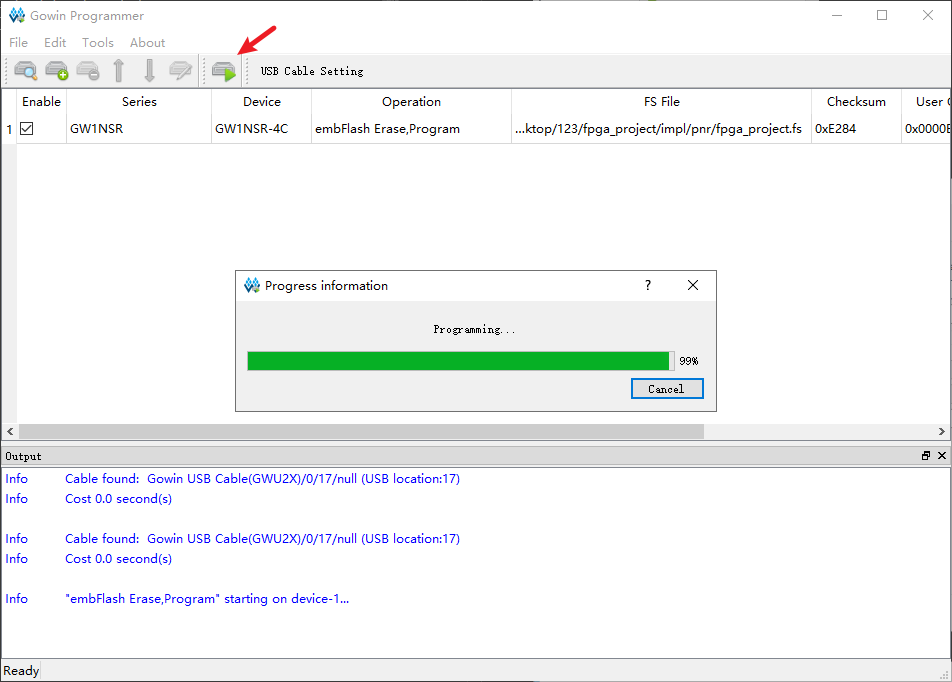 Gowin Programmer
File Edit Tools About
USB Cable Setting
Enable Series Device Operation FS File Checksum User
1 GW1NSR GW1NSR-4C embFlash Erase,Program ...ktop/123/fpga_project/impl/pnr/fpga_project.fs 0xE284 0x0000
Progress information ?
Programming...
99%
Cancel
Output
Info Cable found: Gowin USB Cable(GWU2X)/0/17/null (USB location:17)
Info Cost 0.0 second(s)
Info Cable found: Gowin USB Cable(GWU2X)/0/17/null (USB location:17)
Info Cost 0.0 second(s)
Info "embFlash Erase,Program" starting on device-1...
Ready